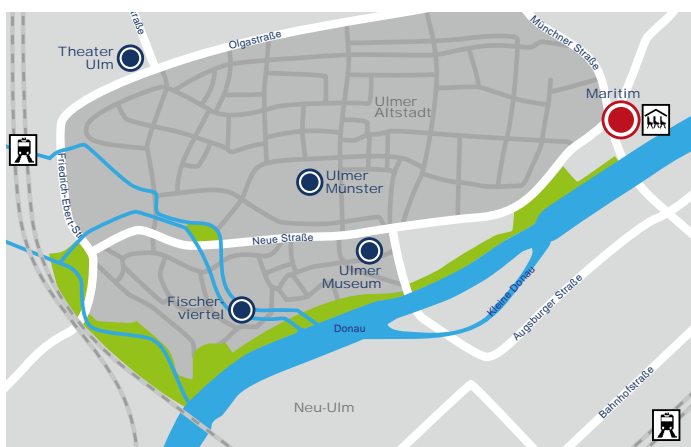 straße
Olgastraße
Münchner Straße
Theater
Ulm
Maritim
Ulmer
Altstadt
Friedrich-Ebert-Str.
Ulmer
Münster
Neue Straße
Ulmer
Museum
Fischer-
viertel
Kleine Donau
Donau
Augsburger Straße
Bahnhofstraße
Neu-Ulm